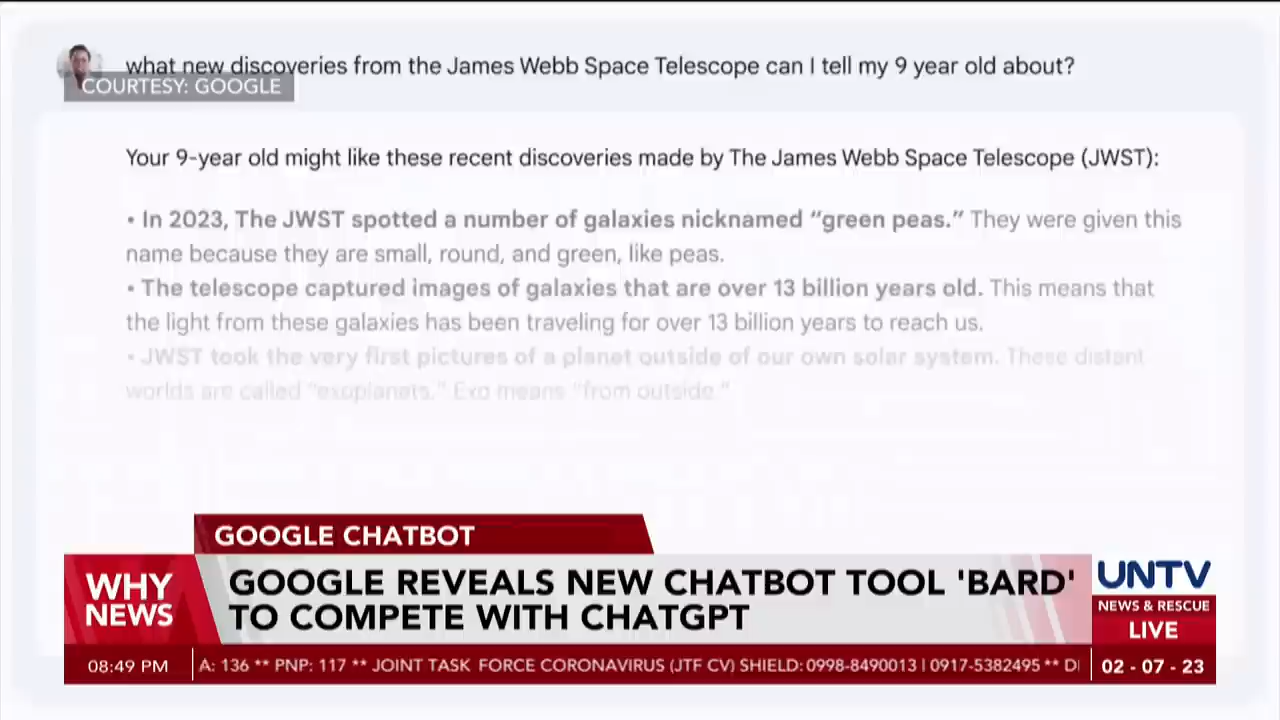 what new discoveries from the James Webb Space Telescope can I tell my 9 year old about?
COURTESY: GOOGLE
Your 9-year old might like these recent discoveries made by The James Webb Space Telescope (JWST):
• In 2023, The JWST spotted a number of galaxies nicknamed “green peas.” They were given this
name because they are small, round, and green, like peas.
• The telescope captured images of galaxies that are over 13 billion years old. This means that
the light from these galaxies has been traveling for over 13 billion years to reach us.
• JWST took the very first pictures of a planet outside of our own solar system. These distant
worlds are called “exoplanets.” Exo means “from outside.”
GOOGLE CHATBOT
WHY
NEWS
GOOGLE REVEALS NEW CHATBOT TOOL 'BARD'
TO COMPETE WITH CHATGPT
UNTV
NEWS & RESCUE
LIVE
08:49 PM
A: 136 ** PNP: 117 ** JOINT TASK FORCE CORONAVIRUS (JTF CV) SHIELD: 0998-8490013 | 0917-5382495 **
02 - 07 - 23